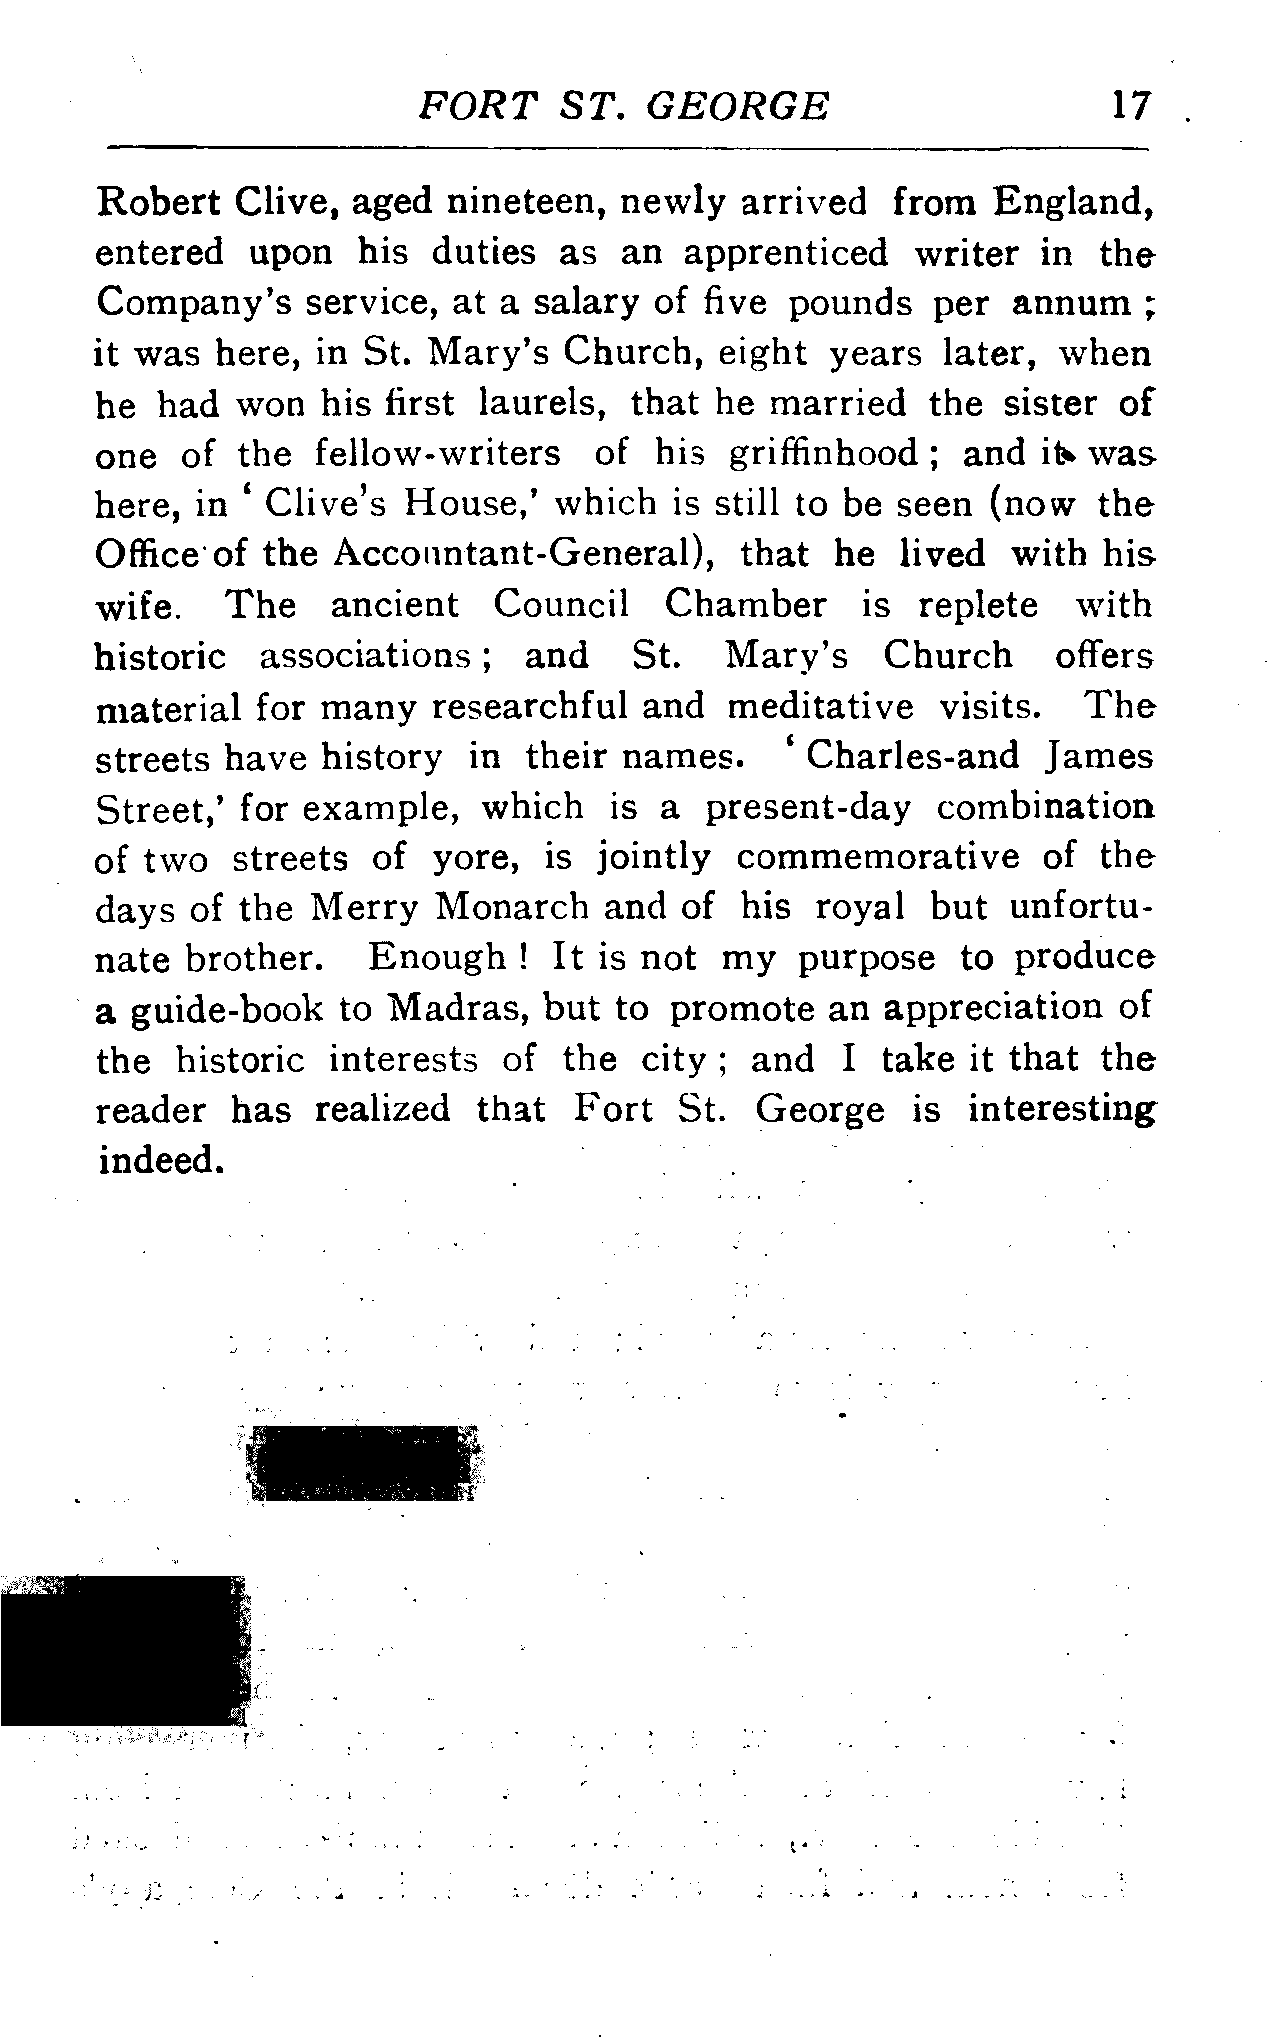 FORT ST. GEORGE 17
Robert Clive, aged nineteen, newly arrived from England,
entered upon his duties as an apprenticed writer in the
Company's service, at a salary of five pounds per annum ;
it was here, in St. Mary's Church, eight years later, when
he had won his first laurels, that he married the sister of
one of the fellow-writers of his griffinhood ; and it was
here, in ‘ Clive's House,’ which is still to be seen (now the
Office of the Accountant-General), that he lived with his
wife. The ancient Council Chamber is replete with
historic associations ; and St. Mary's Church offers
material for many researchful and meditative visits. The
streets have history in their names. ‘ Charles-and James
Street,’ for example, which is a present-day combination
of two streets of yore, is jointly commemorative of the
days of the Merry Monarch and of his royal but unfortu-
nate brother. Enough ! It is not my purpose to produce
a guide-book to Madras, but to promote an appreciation of
the historic interests of the city ; and I take it that the
reader has realized that Fort St. George is interesting
indeed.